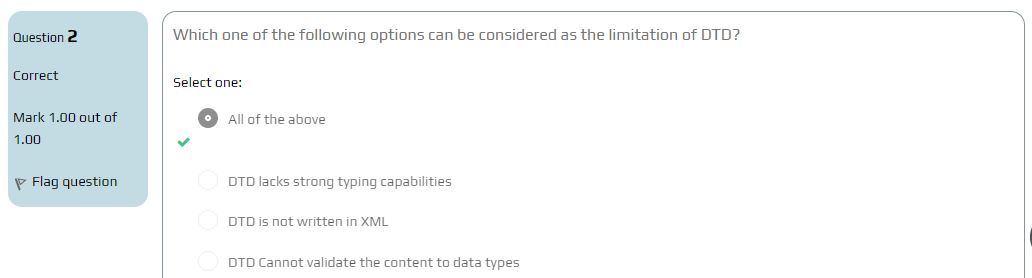 Question 2
Correct
Mark 1.00 out of
1.00
Flag question
Which one of the following options can be considered as the limitation of DTD?
Select one:
All of the above
DTD lacks strong typing capabilities
DTD is not written in XML
DTD Cannot validate the content to data types